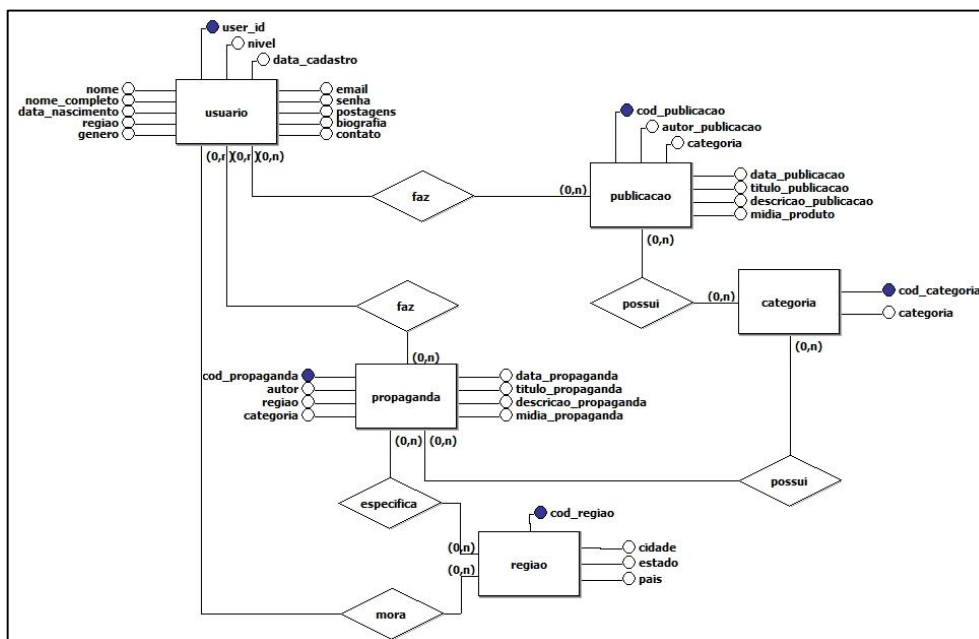 user_id
nivel
data_cadastro
nome
nome_completo
data_nascimento
regiao
genero
usuario
email
senha
postagens
biografia
contato
(0,n)
(0,n)
(0,n)
faz
(0,n)
cod_publicacao
autor_publicacao
categoria
publicacao
data_publicacao
titulo_publicacao
descricao_publicacao
midia_produto
(0,n)
possui
(0,n)
categoria
cod_categoria
categoria
(0,n)
faz
(0,n)
cod_propaganda
autor
regiao
categoria
propaganda
data_propaganda
titulo_propaganda
descricao_propaganda
midia_propaganda
(0,n)
(0,n)
possui
especifica
cod_regiao
(0,n)
(0,n)
regiao
cidade
estado
pais
mora